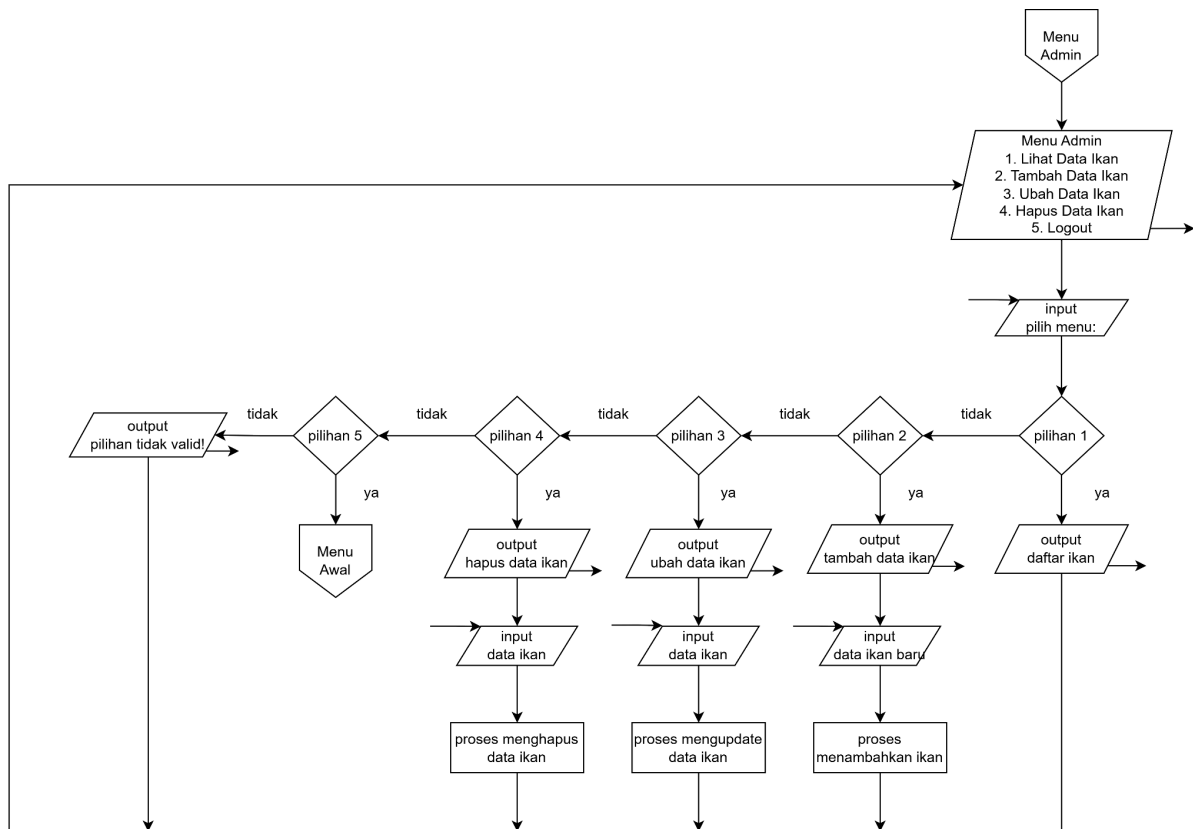 Menu
Admin
Menu Admin
1. Lihat Data Ikan
2. Tambah Data Ikan
3. Ubah Data Ikan
4. Hapus Data Ikan
5. Logout
input
pilih menu:
pilihan 1
tidak
pilihan 2
tidak
pilihan 3
tidak
pilihan 4
tidak
pilihan 5
tidak
output
pilihan tidak valid!
ya
Menu
Awal
ya
output
hapus data ikan
input
data ikan
proses menghapus
data ikan
ya
output
ubah data ikan
input
data ikan
proses mengupdate
data ikan
ya
output
tambah data ikan
input
data ikan baru
proses
menambahkan ikan
ya
output
daftar ikan